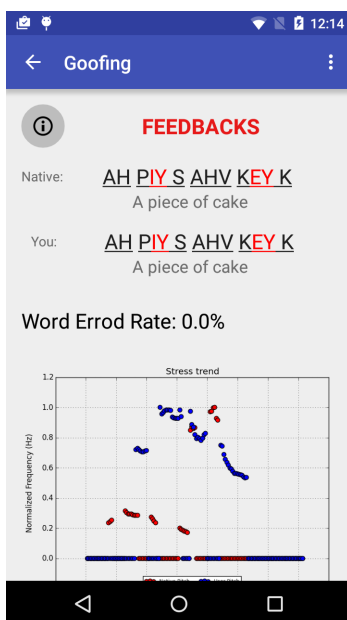 12:14
Goofing
FEEDBACKS
Native: AH PIY S AHV KEY K
A piece of cake
You: AH PIY S AHV KEY K
A piece of cake
Word Errod Rate: 0.0%
Stress trend
1.2
1.0
0.8
0.6
0.4
0.2
0.0
Normalized Frequency (Hz)